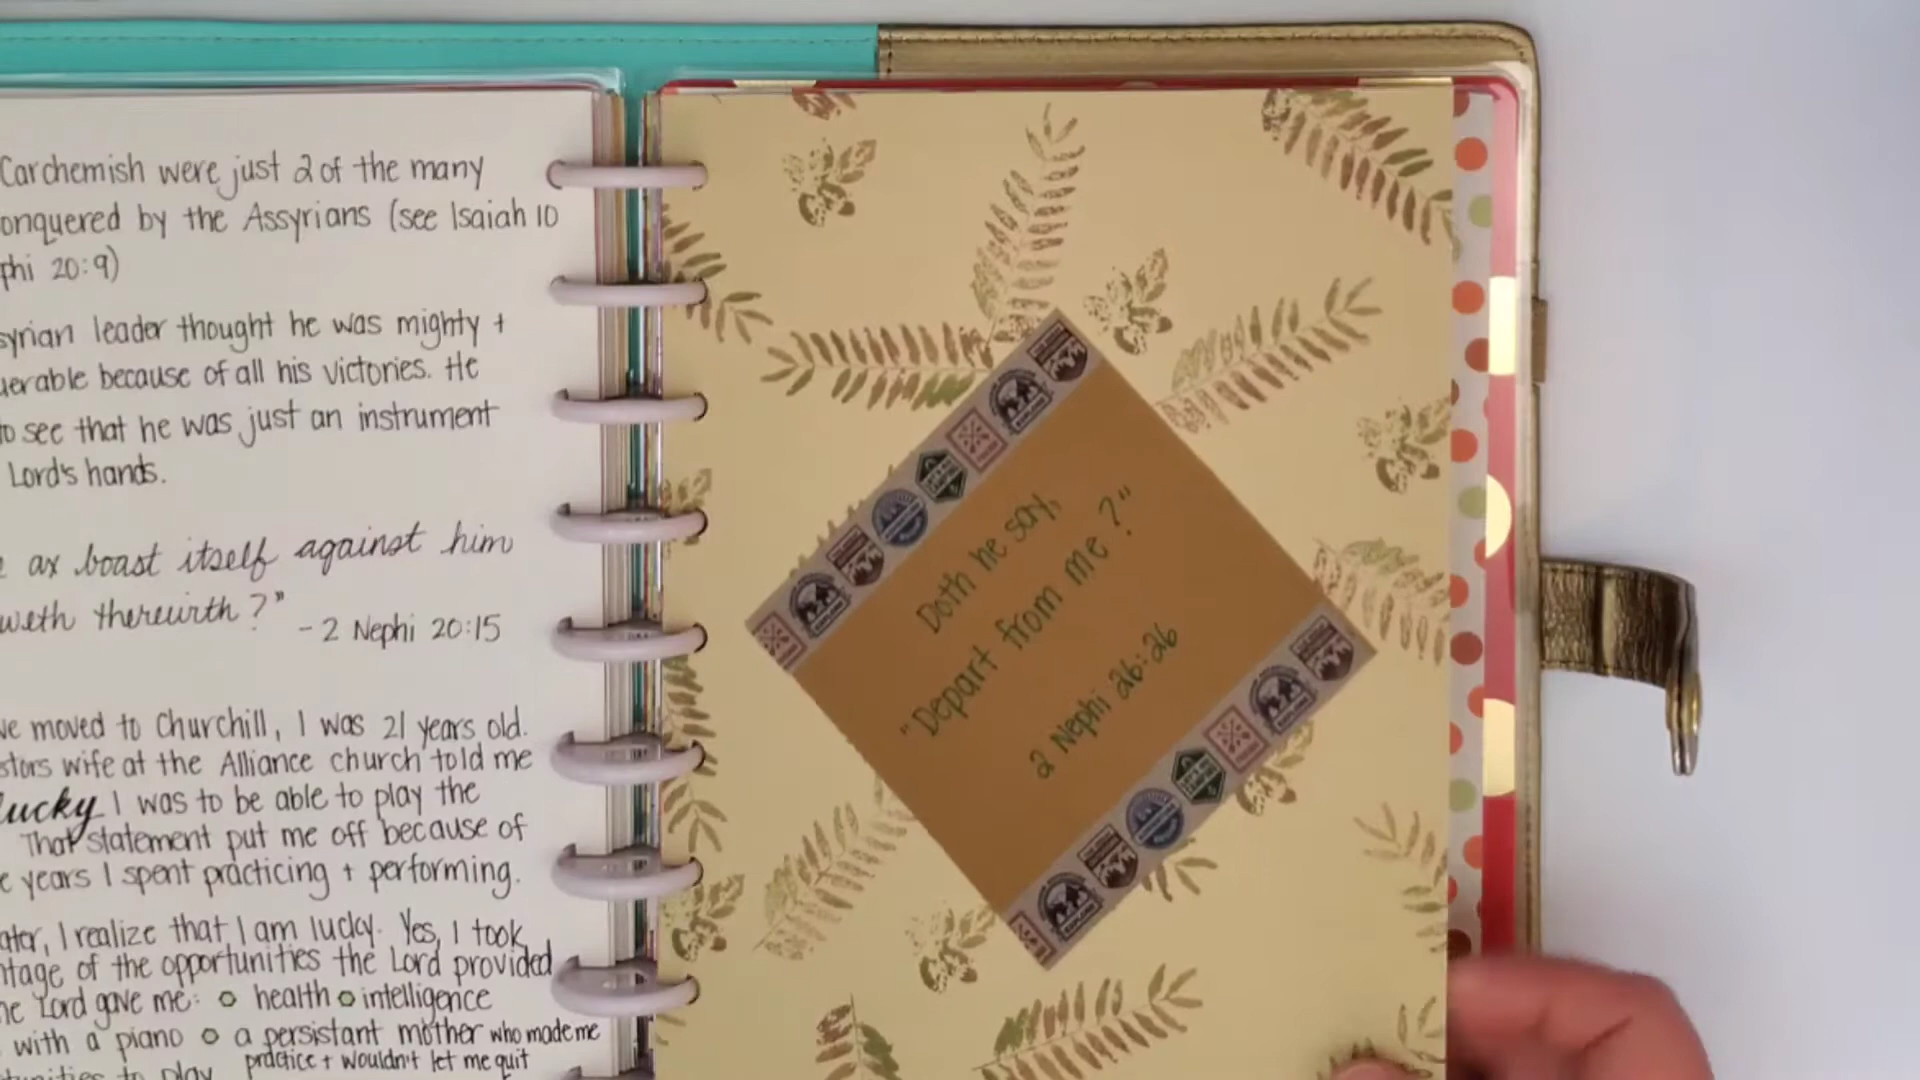 Carchemish were just 2 of the many
onquered by the Assyrians (see Isaiah 10
phi 20:9)
syrian leader thought he was mighty +
uerable because of all his victories. He
to see that he was just an instrument
Lord's hands.
e ax boast itself against him
weth therewith?"
- 2 Nephi 20:15
we moved to Churchill, I was 21 years old.
stors wife at the Alliance church told me
lucky I was to be able to play the
That statement put me off because of
e years I spent practicing + performing.
ater, I realize that I am lucky. Yes, I took
ntage of the opportunities the Lord provided
he Lord gave me: o health o intelligence
with a piano o a persistant mother who made me
practice + wouldn't let me quit
tunities to play
Doth he say,
"Depart from me?"
2 Nephi 26:26